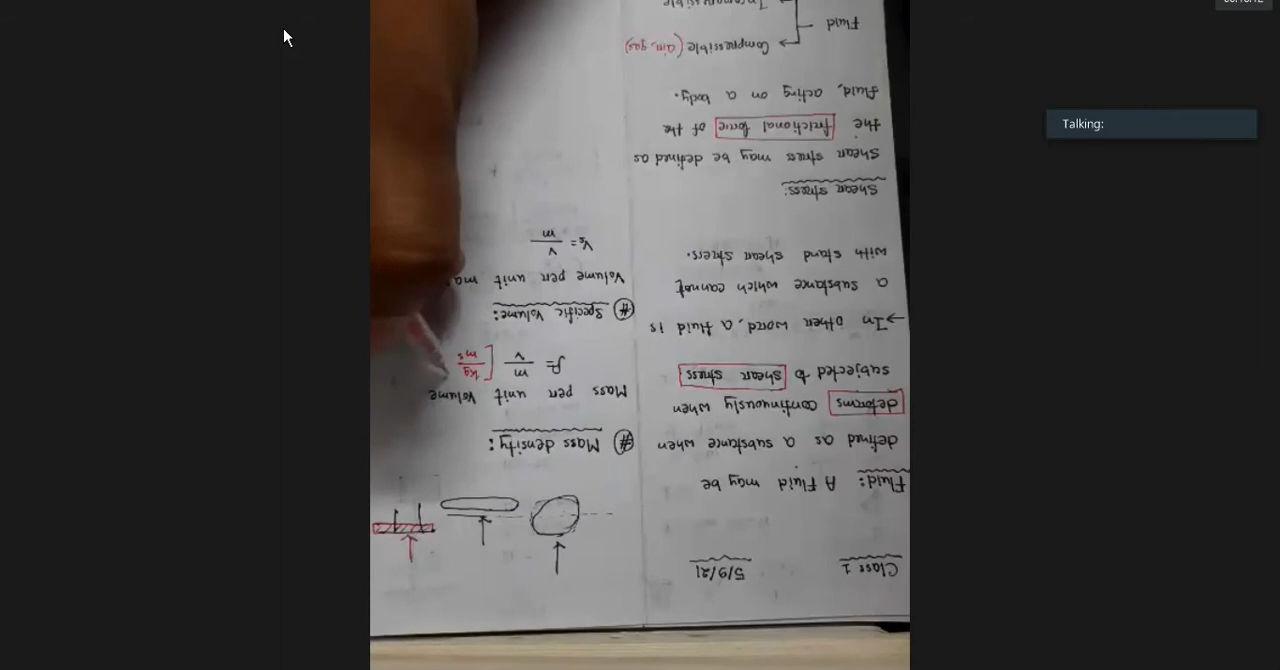 Class 1
5/9/21
Fluid: A Fluid may be
defined as a substance when
deforms continuously when
subjected to shear stress
→ In other word, a fluid is
a substance which cannot
with stand shear stress.
Shear stress:
Shear stress may be defined as
the frictional force of the
fluid, acting on a body.
Fluid
Compressible (air, gas)
# Mass density:
Mass per unit Volume
ρ = m/v [kg/m³
# Specific Volume:
Volume per unit
Vs = v/m
Talking: